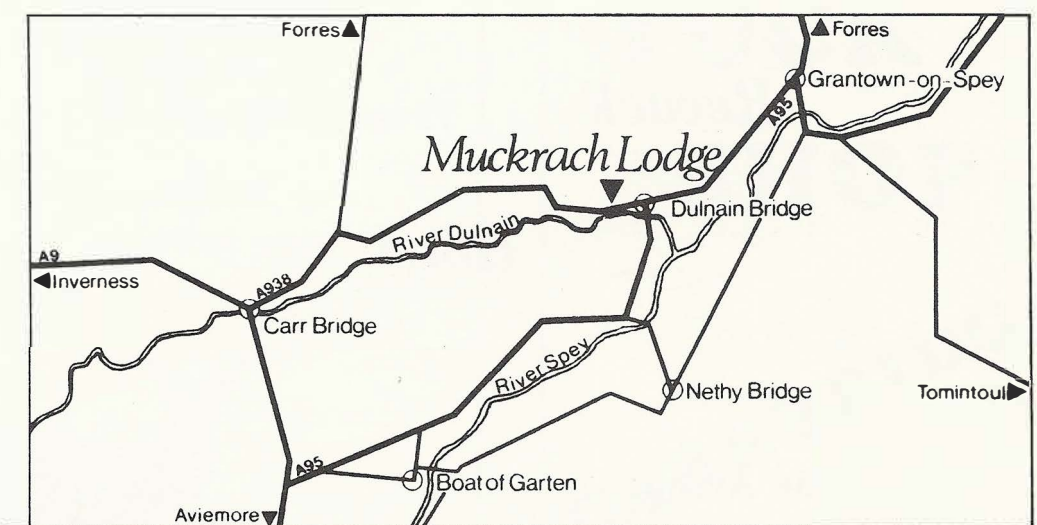 Forres
Forres
Grantown-on-Spey
A95
Muckrach Lodge
Dulnain Bridge
River Dulnain
A9
Inverness
A938
Carr Bridge
River Spey
Nethy Bridge
Tomintoul
A95
Boat of Garten
Aviemore